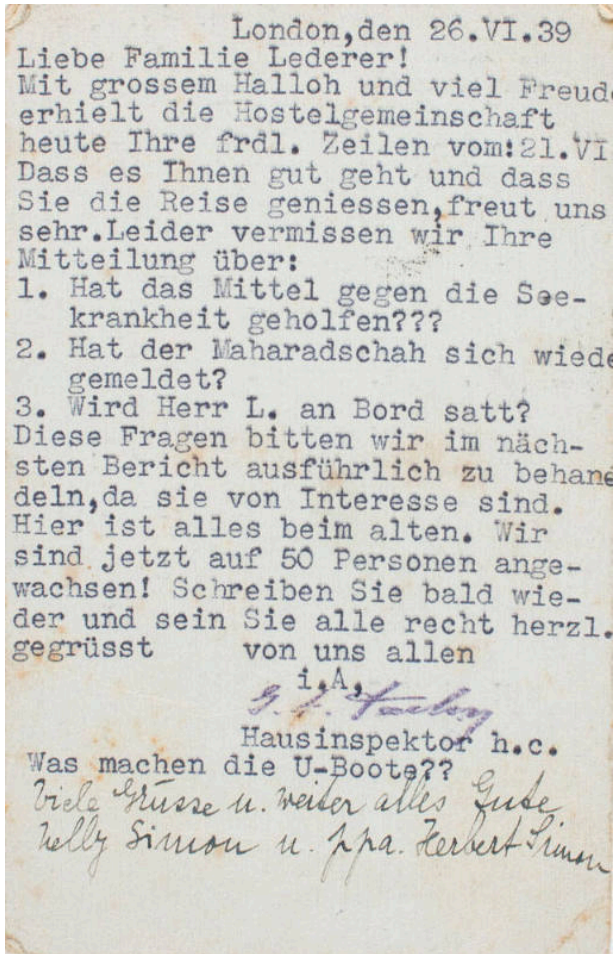 London,den 26.VI.39
Liebe Familie Lederer!
Mit grossem Halloh und viel Freude
erhielt die Hostelgemeinschaft
heute Ihre frdl. Zeilen vom:21.VI
Dass es Ihnen gut geht und dass
Sie die Reise geniessen,freut uns
sehr.Leider vermissen wir Ihre
Mitteilung über:
1. Hat das Mittel gegen die See-
krankheit geholfen???
2. Hat der Maharadschah sich wiede
gemeldet?
3. Wird Herr L. an Bord satt?
Diese Fragen bitten wir im näch-
sten Bericht ausführlich zu behane
deln,da sie von Interesse sind.
Hier ist alles beim alten. Wir
sind jetzt auf 50 Personen ange-
wachsen! Schreiben Sie bald wie-
der und sein Sie alle recht herzl.
gegrüsst von uns allen
i.A,
Hausinspektor h.c.
Was machen die U-Boote??
Viele Grüsse u. weiter alles Gute
Nelly Simon u. ppa. Herbert Simon